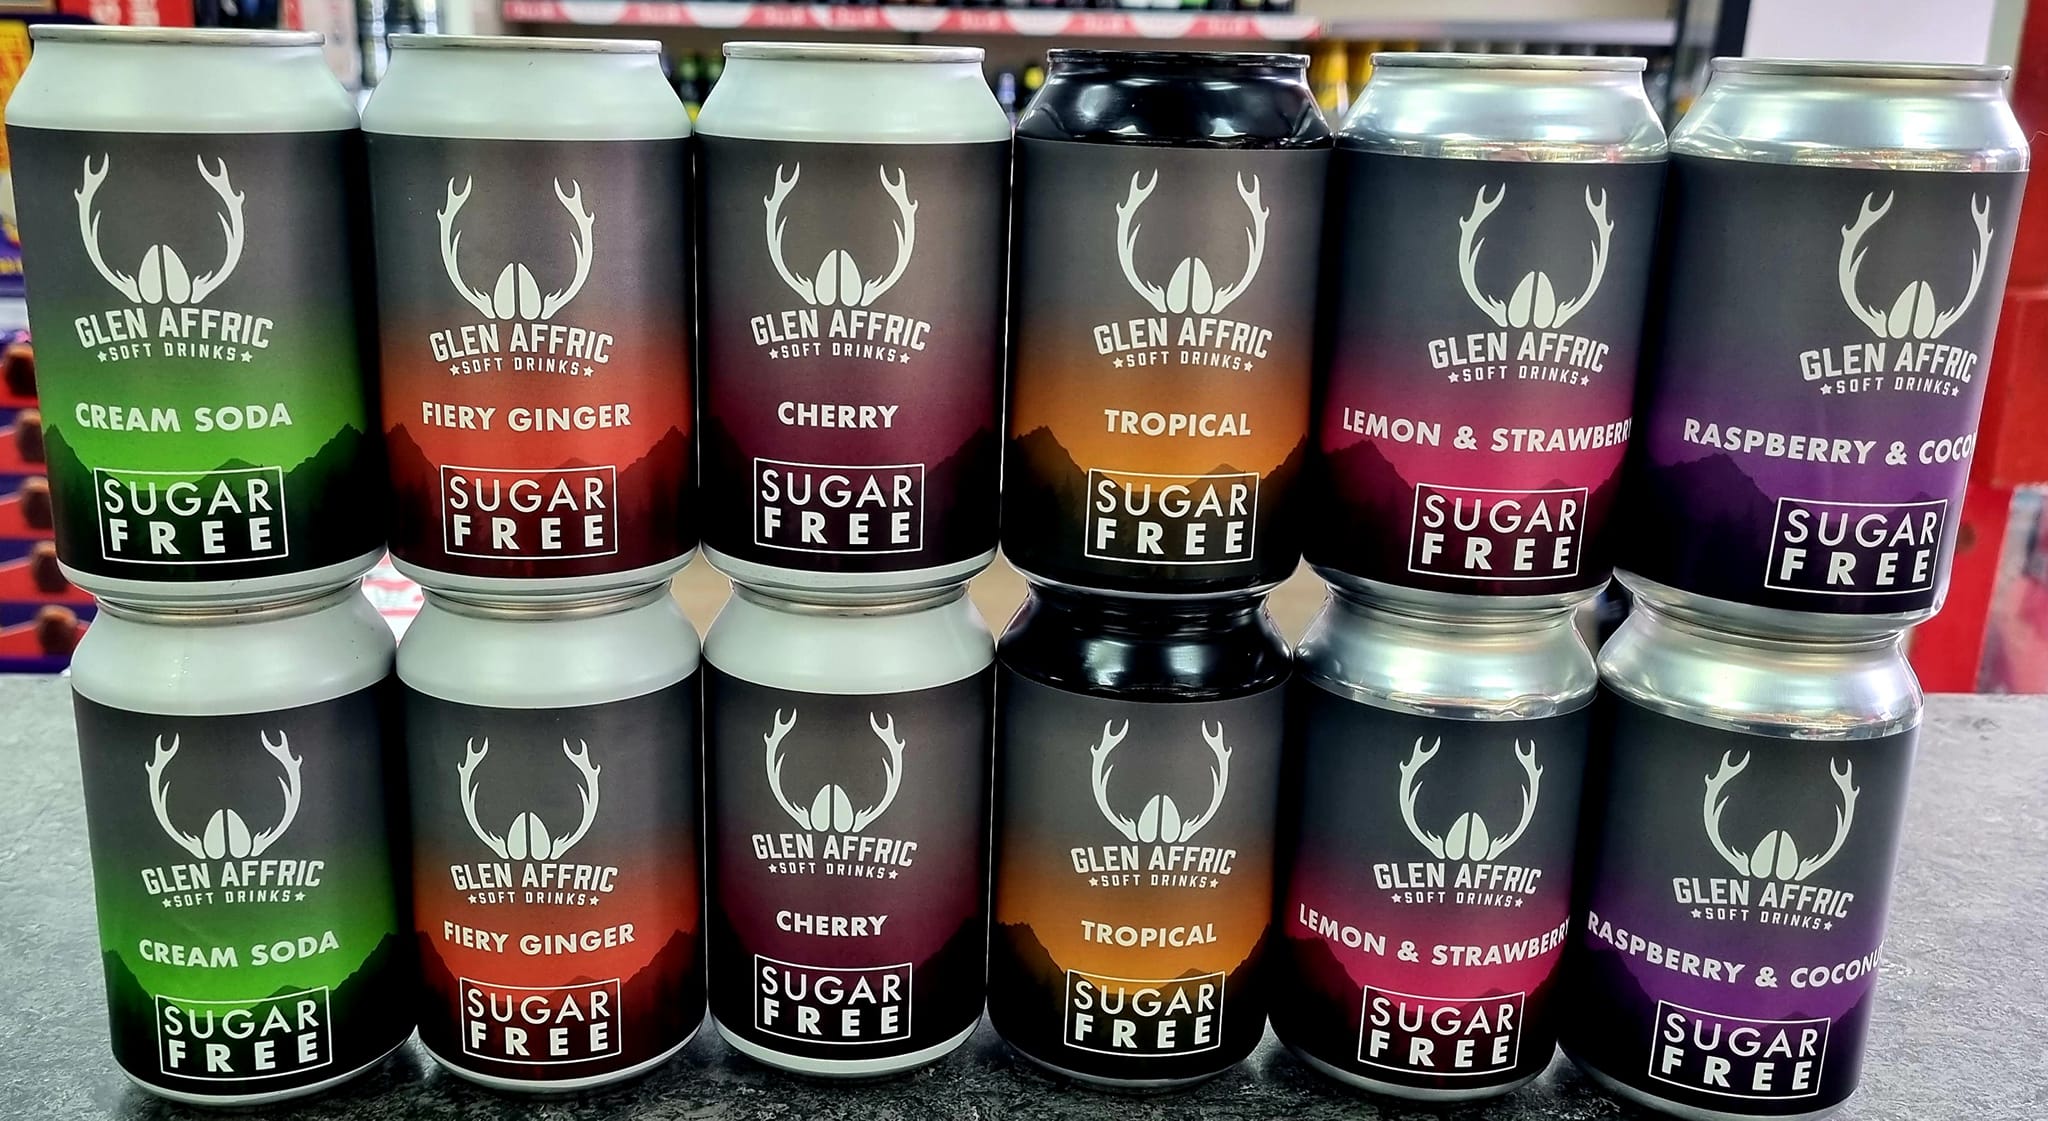 GLEN AFFRIC
SOFT DRINKS
CREAM SODA
SUGAR
FREE
GLEN AFFRIC
SOFT DRINKS
FIERY GINGER
SUGAR
FREE
GLEN AFFRIC
SOFT DRINKS
CHERRY
SUGAR
FREE
GLEN AFFRIC
SOFT DRINKS
TROPICAL
SUGAR
FREE
GLEN AFFRIC
SOFT DRINKS
LEMON & STRAWBERRY
SUGAR
FREE
GLEN AFFRIC
SOFT DRINKS
RASPBERRY & COCO
SUGAR
FREE
GLEN AFFRIC
SOFT DRINKS
CREAM SODA
SUGAR
FREE
GLEN AFFRIC
SOFT DRINKS
FIERY GINGER
SUGAR
FREE
GLEN AFFRIC
SOFT DRINKS
CHERRY
SUGAR
FREE
GLEN AFFRIC
SOFT DRINKS
TROPICAL
SUGAR
FREE
GLEN AFFRIC
SOFT DRINKS
LEMON & STRAWBERRY
SUGAR
FREE
GLEN AFFRIC
SOFT DRINKS
RASPBERRY & COCONU
SUGAR
FREE